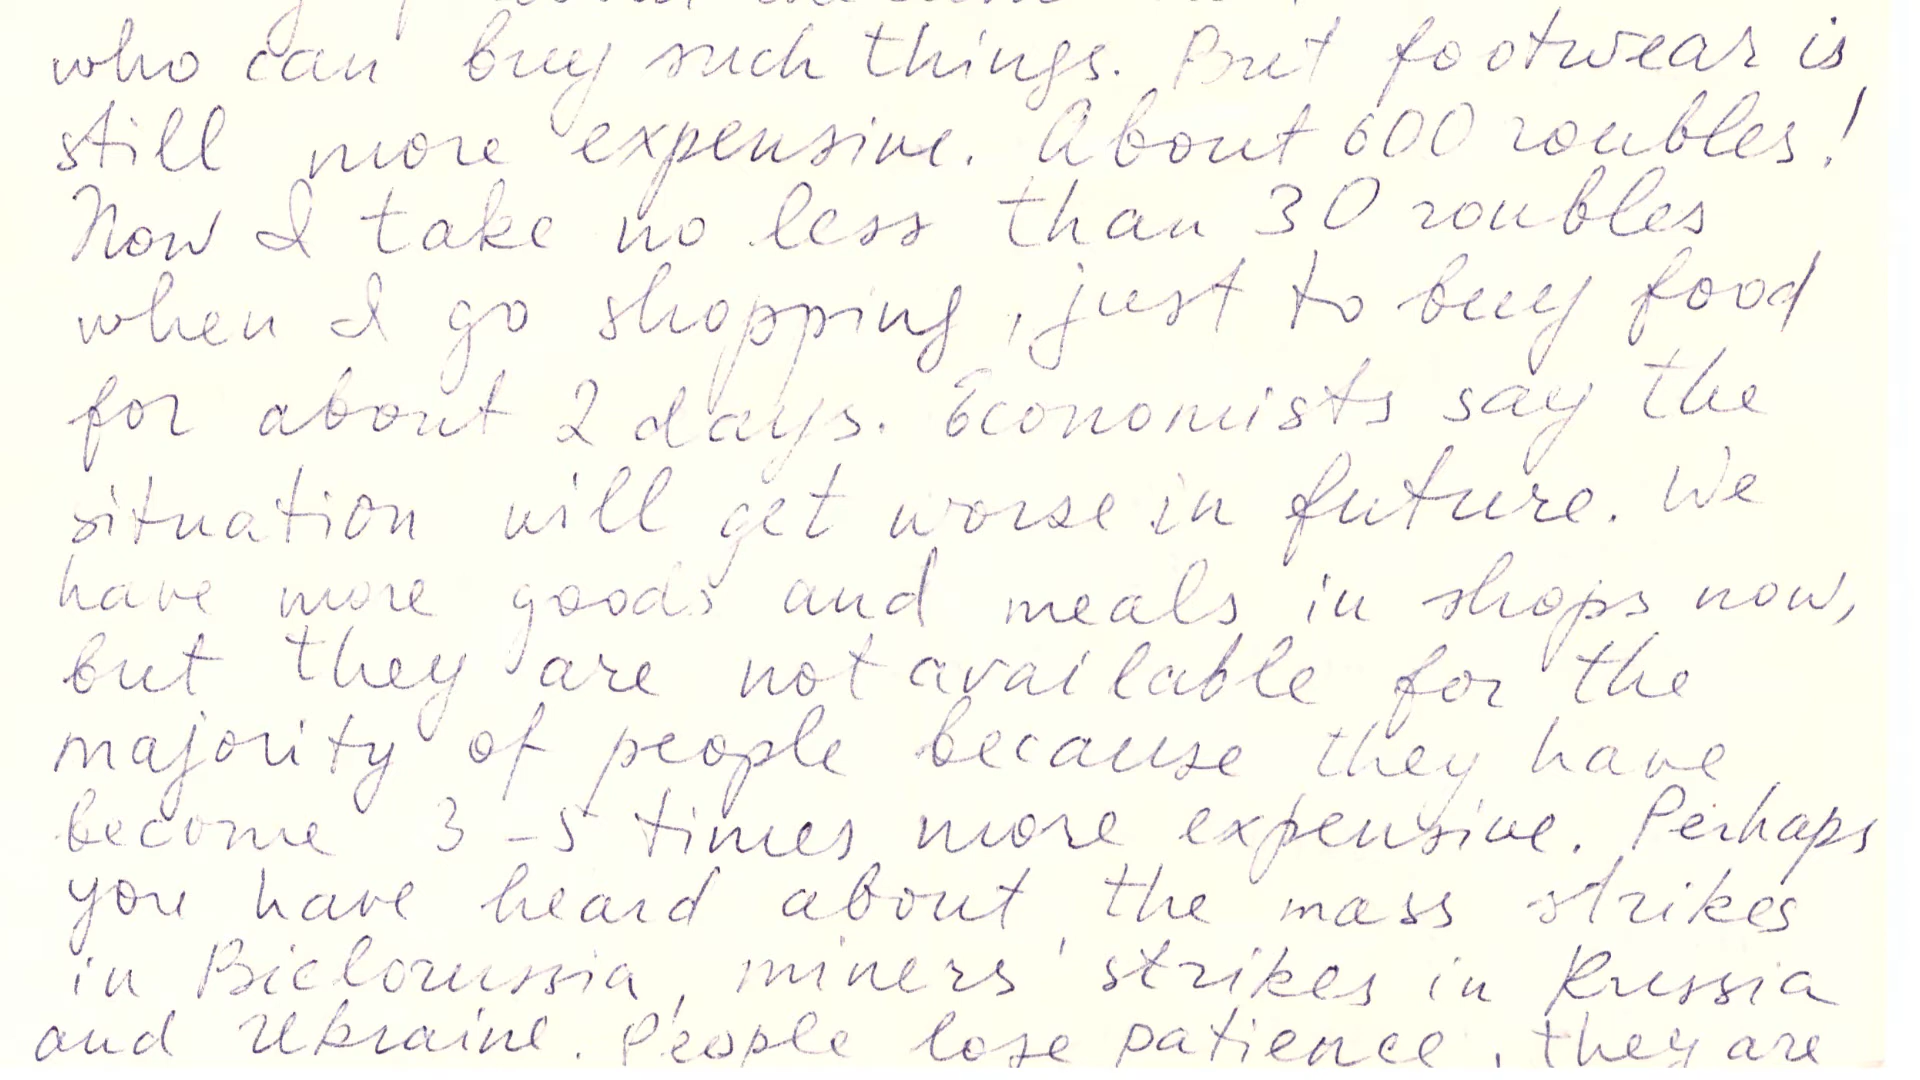 who can buy such things. But footwear is
still more expensive. About 600 roubles!
Now I take no less than 30 roubles
when I go shopping, just to buy food
for about 2 days. Economists say the
situation will get worse in future. We
have more goods and meals in shops now,
but they are not available for the
majority of people because they have
become 3-5 times more expensive. Perhaps
you have heard about the mass strikes
in Bielorussia, miners' strikes in Russia
and Ukraine. People lose patience, they are